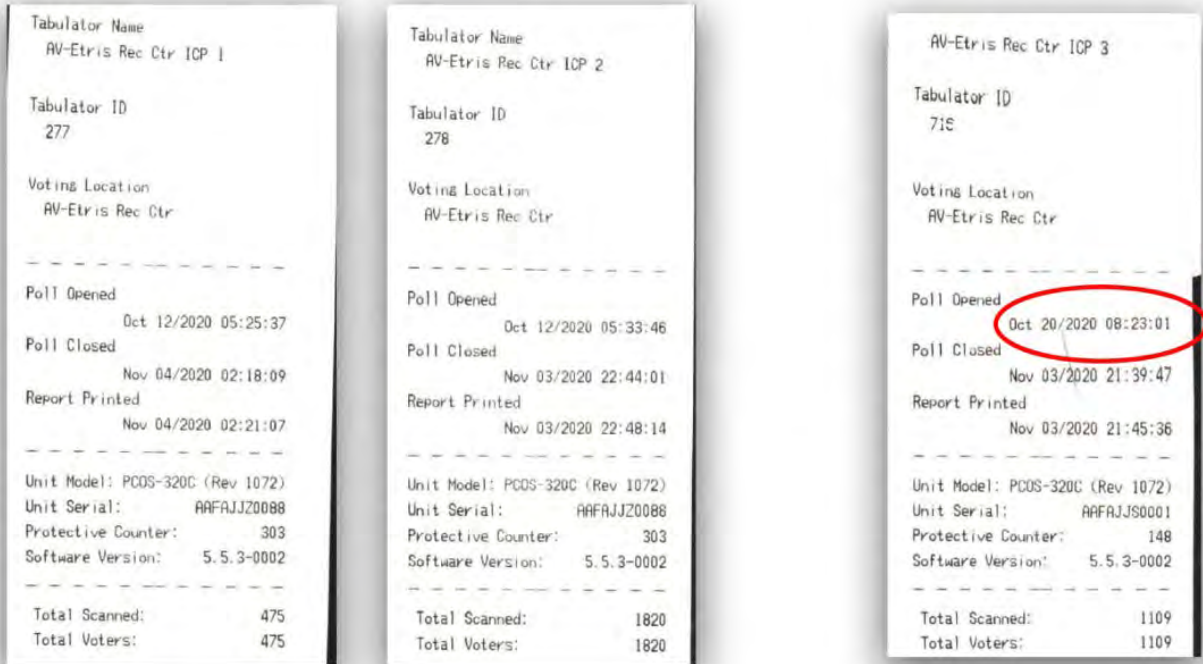 Tabulator Name
AV-Etris Rec Ctr ICP 1
Tabulator ID
277
Voting Location
AV-Etris Rec Ctr
Poll Opened
Oct 12/2020 05:25:37
Poll Closed
Nov 04/2020 02:18:09
Report Printed
Nov 04/2020 02:21:07
Unit Model: PCOS-320C (Rev 1072)
Unit Serial: AAFAJJZ0088
Protective Counter: 303
Software Version: 5.5.3-0002
Total Scanned: 475
Total Voters: 475
Tabulator Name
AV-Etris Rec Ctr ICP 2
Tabulator ID
278
Voting Location
AV-Etris Rec Ctr
Poll Opened
Oct 12/2020 05:33:46
Poll Closed
Nov 03/2020 22:44:01
Report Printed
Nov 03/2020 22:48:14
Unit Model: PCOS-320C (Rev 1072)
Unit Serial: AAFAJJZ0088
Protective Counter: 303
Software Version: 5.5.3-0002
Total Scanned: 1820
Total Voters: 1820
AV-Etris Rec Ctr ICP 3
Tabulator ID
Voting Location
AV-Etris Rec Ctr
Poll Opened
Oct 20/2020 08:23:01
Poll Closed
Nov 03/2020 21:39:47
Report Printed
Nov 03/2020 21:45:36
Unit Model: PCOS-320C (Rev 1072)
Unit Serial: AAFAJJS0001
Protective Counter: 148
Software Version: 5.5.3-0002
Total Scanned: 1109
Total Voters: 1109